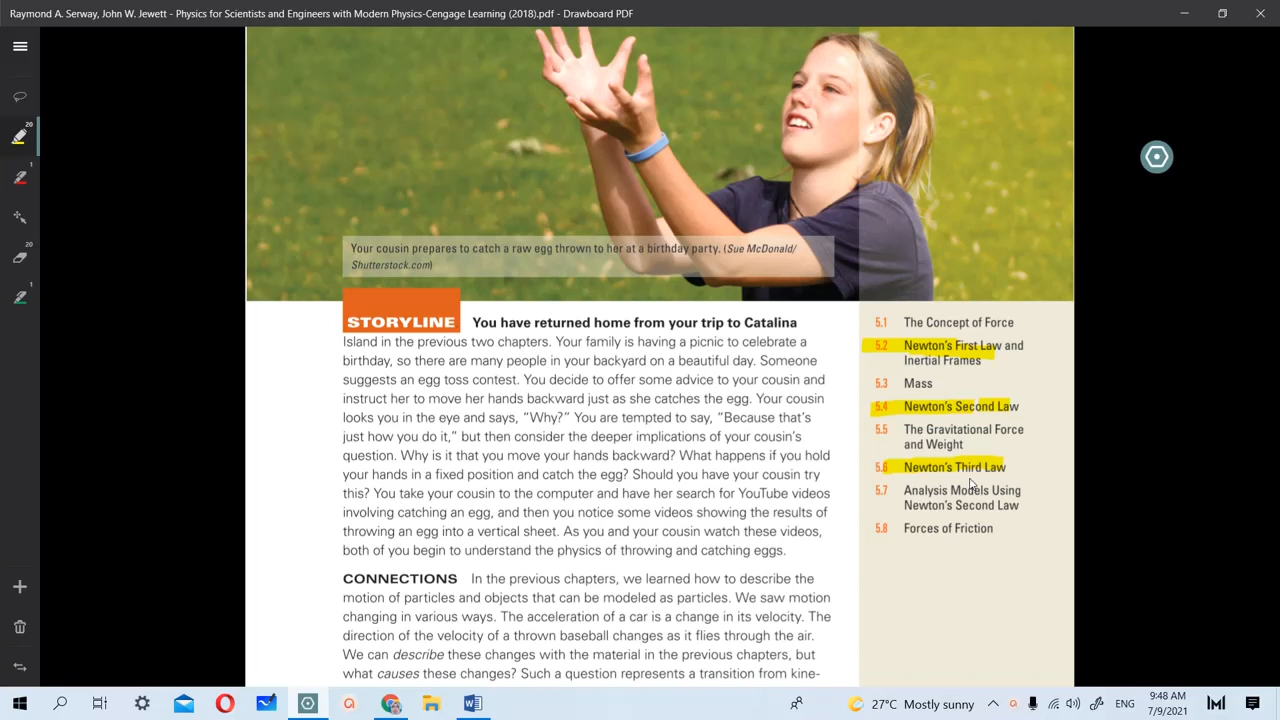 Raymond A. Serway, John W. Jewett - Physics for Scientists and Engineers with Modern Physics-Cengage Learning (2018).pdf - Drawboard PDF
20
1
20
1
Your cousin prepares to catch a raw egg thrown to her at a birthday party. (Sue McDonald/
Shutterstock.com)
STORYLINE You have returned home from your trip to Catalina
Island in the previous two chapters. Your family is having a picnic to celebrate a
birthday, so there are many people in your backyard on a beautiful day. Someone
suggests an egg toss contest. You decide to offer some advice to your cousin and
instruct her to move her hands backward just as she catches the egg. Your cousin
looks you in the eye and says, “Why?” You are tempted to say, “Because that’s
just how you do it,” but then consider the deeper implications of your cousin’s
question. Why is it that you move your hands backward? What happens if you hold
your hands in a fixed position and catch the egg? Should you have your cousin try
this? You take your cousin to the computer and have her search for YouTube videos
involving catching an egg, and then you notice some videos showing the results of
throwing an egg into a vertical sheet. As you and your cousin watch these videos,
both of you begin to understand the physics of throwing and catching eggs.
CONNECTIONS In the previous chapters, we learned how to describe the
motion of particles and objects that can be modeled as particles. We saw motion
changing in various ways. The acceleration of a car is a change in its velocity. The
direction of the velocity of a thrown baseball changes as it flies through the air.
We can describe these changes with the material in the previous chapters, but
what causes these changes? Such a question represents a transition from kine-
5.1 The Concept of Force
5.2 Newton’s First Law and
Inertial Frames
5.3 Mass
5.4 Newton’s Second Law
5.5 The Gravitational Force
and Weight
5.6 Newton’s Third Law
5.7 Analysis Models Using
Newton’s Second Law
5.8 Forces of Friction
27°C Mostly sunny
ENG
9:48 AM
7/9/2021